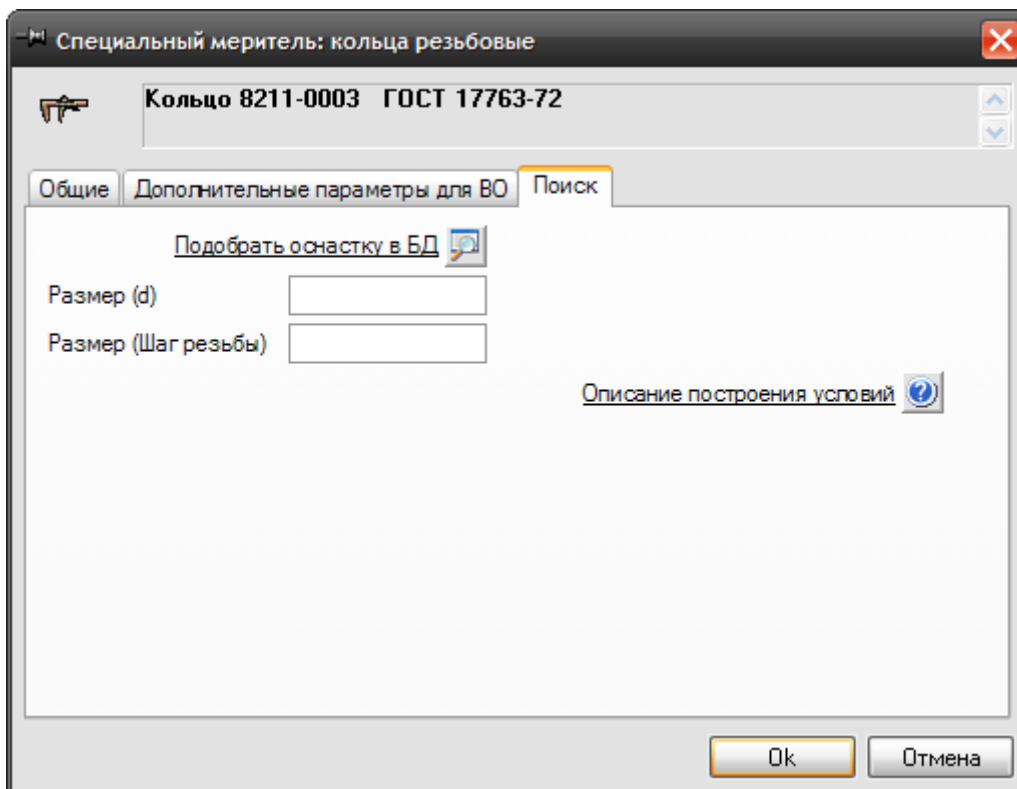 Специальный меритель: кольца резьбовые
Кольцо 8211-0003 ГОСТ 17763-72
Общие Дополнительные параметры для ВО Поиск
Подобрать оснастку в БД
Размер (d)
Размер (Шаг резьбы)
Описание построения условий
Ok Отмена